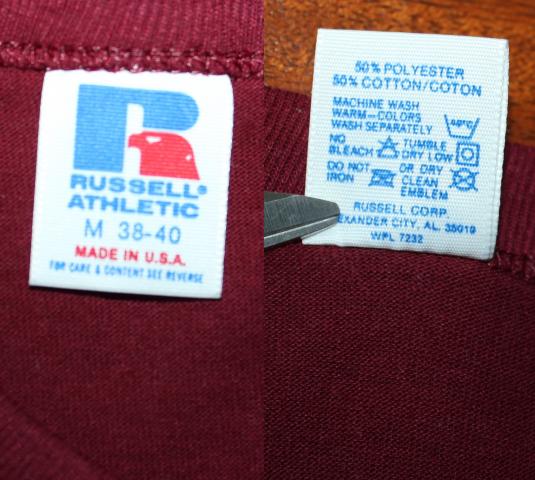 R
RUSSELL®
ATHLETIC
M 38-40
MADE IN U.S.A.
FOR CARE & CONTENT SEE REVERSE
50% POLYESTER
50% COTTON/COTON
MACHINE WASH
WARM-COLORS
WASH SEPARATELY
40°C
NO
BLEACH
TUMBLE
DRY LOW
DO NOT
IRON
OR DRY
CLEAN
EMBLEM
RUSSELL CORP.
EXANDER CITY, AL 35010
WPL 7232